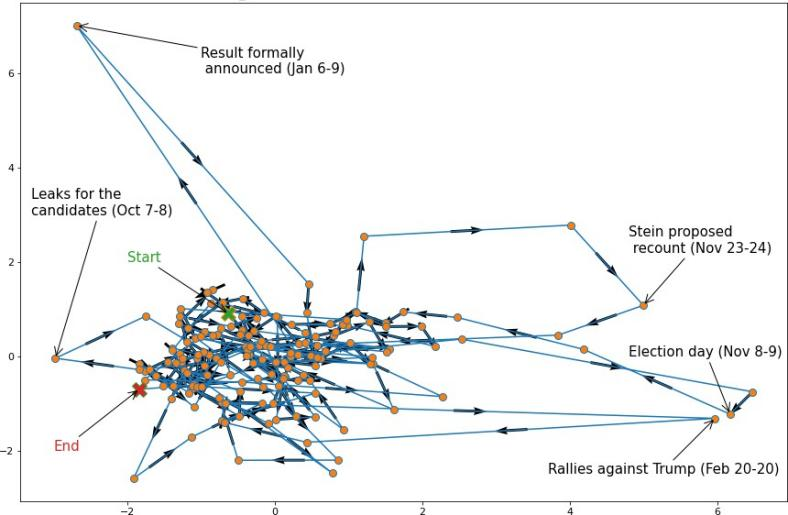 Result formally
announced (Jan 6-9)
Leaks for the
candidates (Oct 7-8)
Start
Stein proposed
recount (Nov 23-24)
Election day (Nov 8-9)
End
Rallies against Trump (Feb 20-20)
6
4
2
0
−2
−2
0
2
4
6